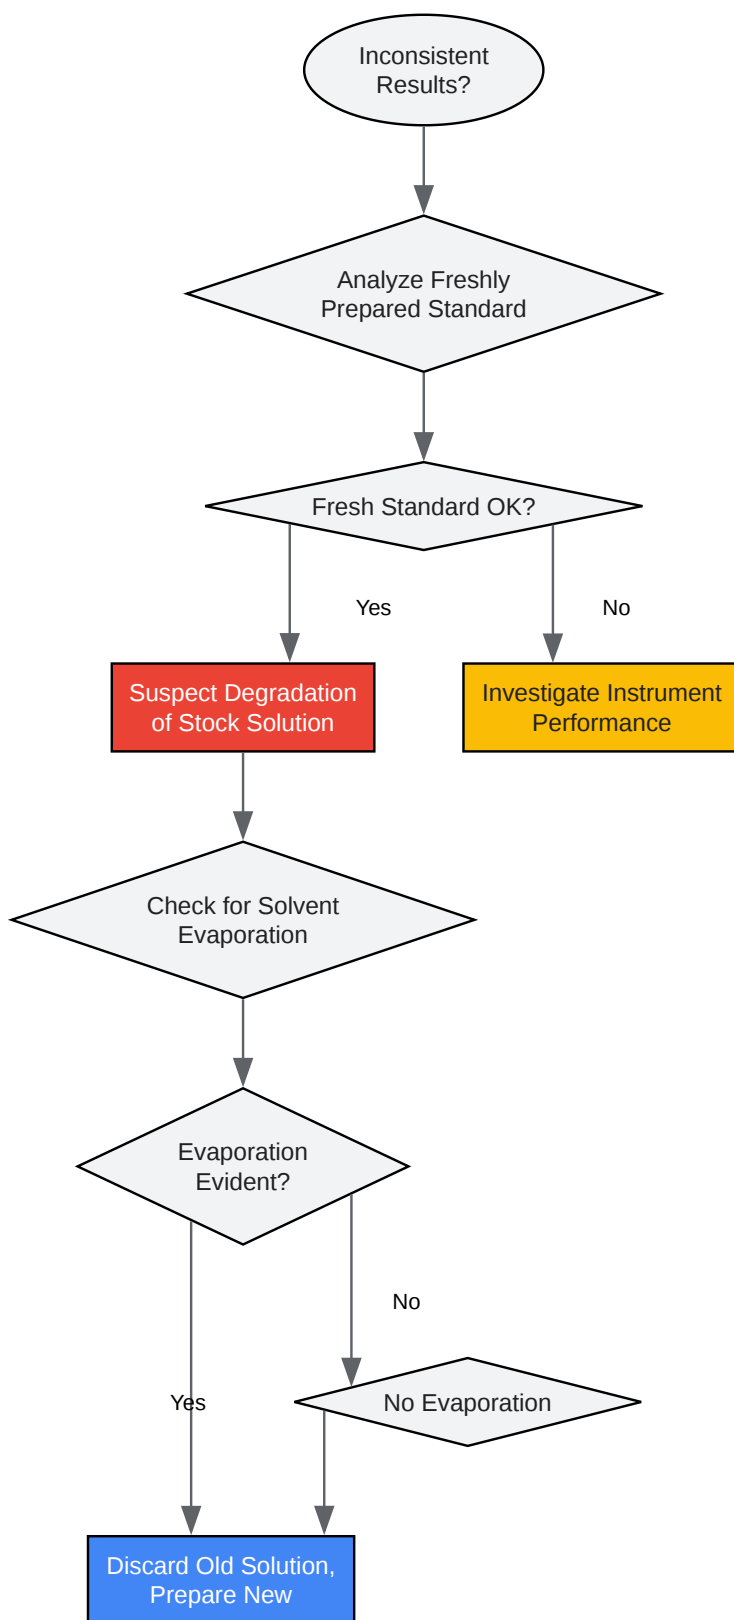 Inconsistent
Results?
Analyze Freshly
Prepared Standard
Fresh Standard OK?
Yes
No
Suspect Degradation
of Stock Solution
Investigate Instrument
Performance
Check for Solvent
Evaporation
Evaporation
Evident?
No
Yes
No Evaporation
Discard Old Solution,
Prepare New